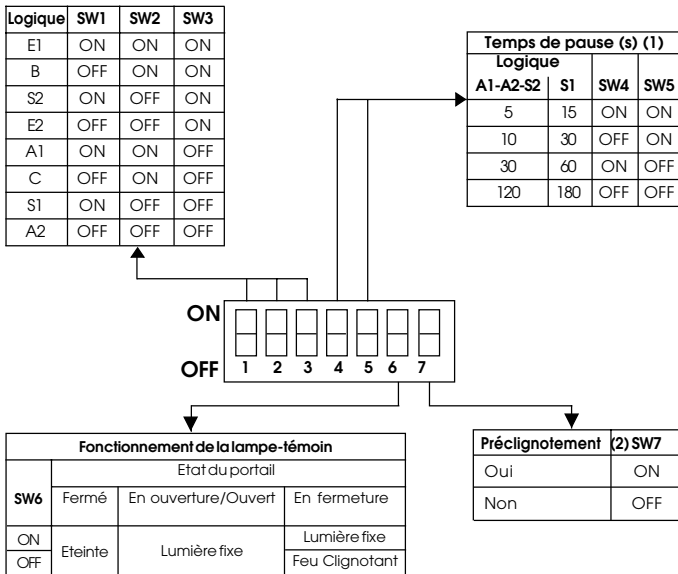 Logique SW1 SW2 SW3
E1 ON ON ON
B OFF ON ON
S2 ON OFF ON
E2 OFF OFF ON
A1 ON ON OFF
C OFF ON OFF
S1 ON OFF OFF
A2 OFF OFF OFF
Temps de pause (s) (1)
Logique
A1-A2-S2 S1 SW4 SW5
5 15 ON ON
10 30 OFF ON
30 60 ON OFF
120 180 OFF OFF
ON
OFF 1 2 3 4 5 6 7
Fonctionnement de la lampe-témoin
Etat du portail
SW6 Fermé En ouverture/Ouvert En fermeture
ON Eteinte Lumière fixe Lumière fixe
OFF Feu Clignotant
Préclignotement (2) SW7
Oui ON
Non OFF